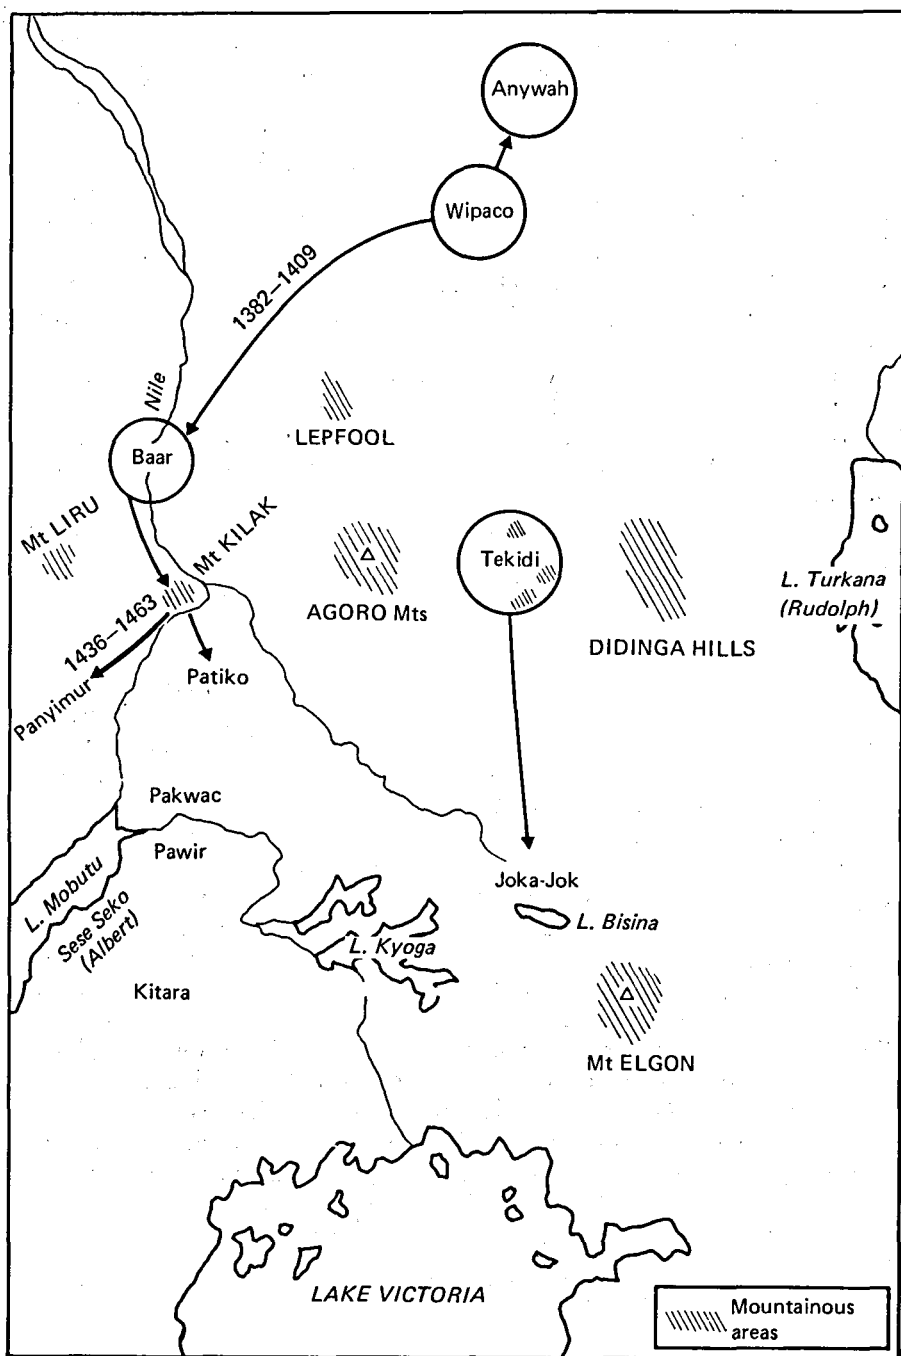 Anywah
Wipaco
1382–1409
Nile
LEPFOOL
Baar
Mt LIRU
Mt KILAK
Tekidi
L. Turkana
(Rudolph)
AGORO Mts
DIDINGA HILLS
1436–1463
Patiko
Panyimur
Pakwac
Pawir
Joka-Jok
L. Mobutu
Sese Seko
(Albert)
L. Bisina
L. Kyoga
Kitara
Mt ELGON
LAKE VICTORIA
Mountainous
areas